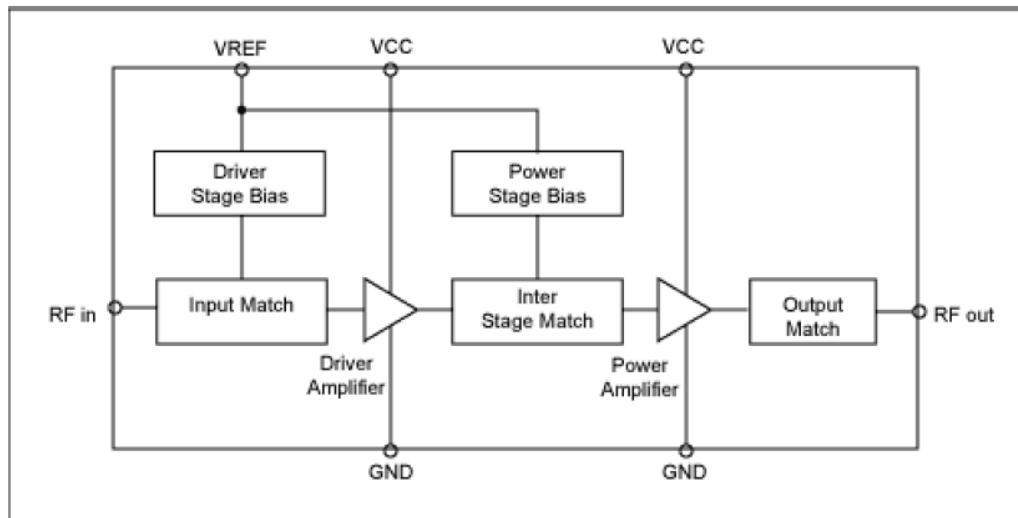 VREF
VCC
VCC
Driver
Stage Bias
Power
Stage Bias
RF in
Input Match
Inter
Stage Match
Output
Match
RF out
Driver
Amplifier
Power
Amplifier
GND
GND